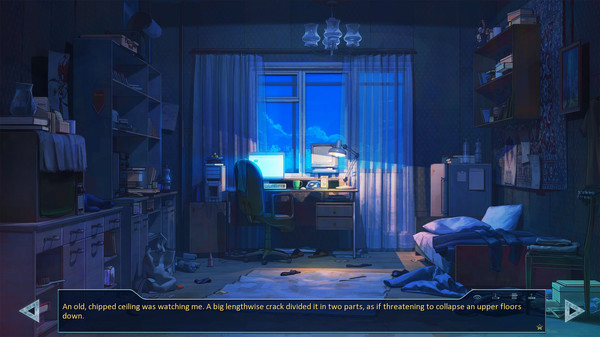 An old, chipped ceiling was watching me. A big lengthwise crack divided it in two parts, as if threatening to collapse an upper floors
down.